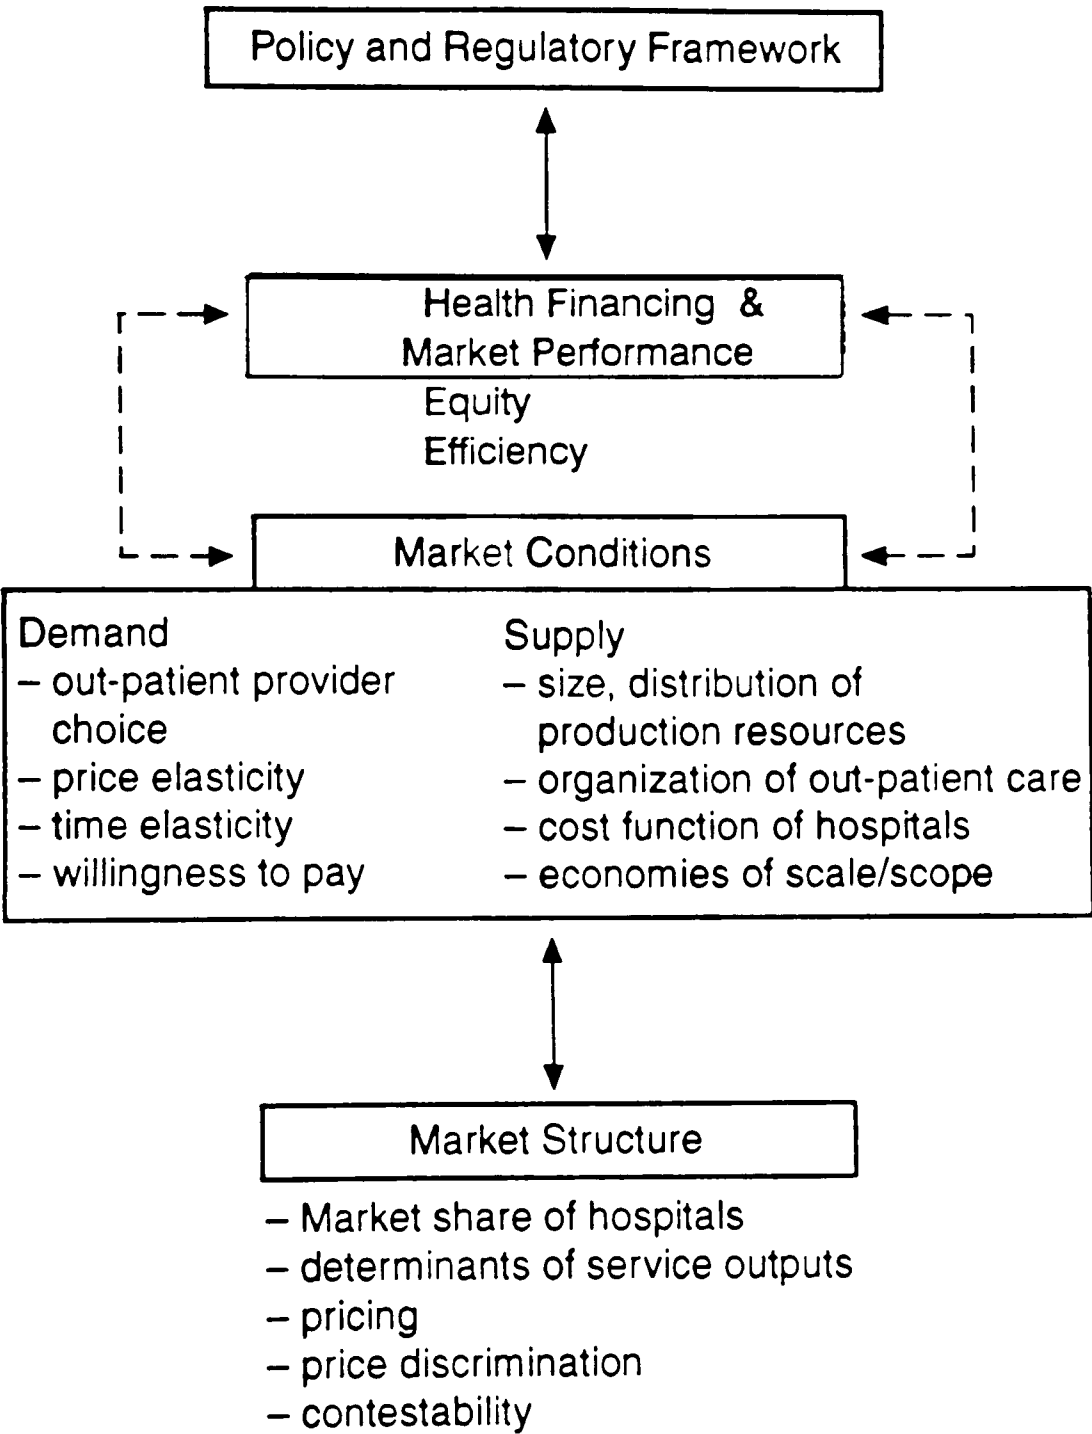 Policy and Regulatory Framework
Health Financing &
Market Performance
Equity
Efficiency
Market Conditions
Demand
– out-patient provider
choice
– price elasticity
– time elasticity
– willingness to pay
Supply
– size, distribution of
production resources
– organization of out-patient care
– cost function of hospitals
– economies of scale/scope
Market Structure
– Market share of hospitals
– determinants of service outputs
– pricing
– price discrimination
– contestability